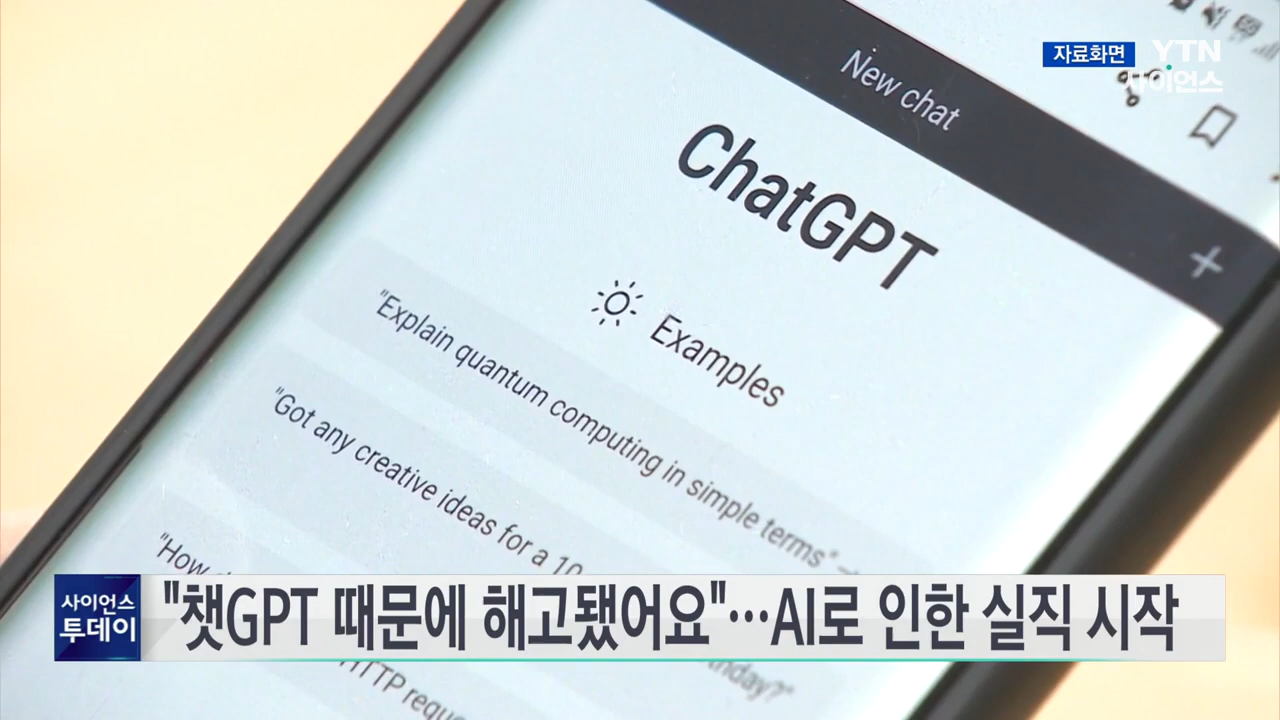 자료화면
YTN
사이언스
New chat
ChatGPT
+
Examples
"Explain quantum computing in simple terms" →
"Got any creative ideas for a 10
"How
HTTP reque
사이언스
투데이
"챗GPT 때문에 해고됐어요"…AI로 인한 실직 시작